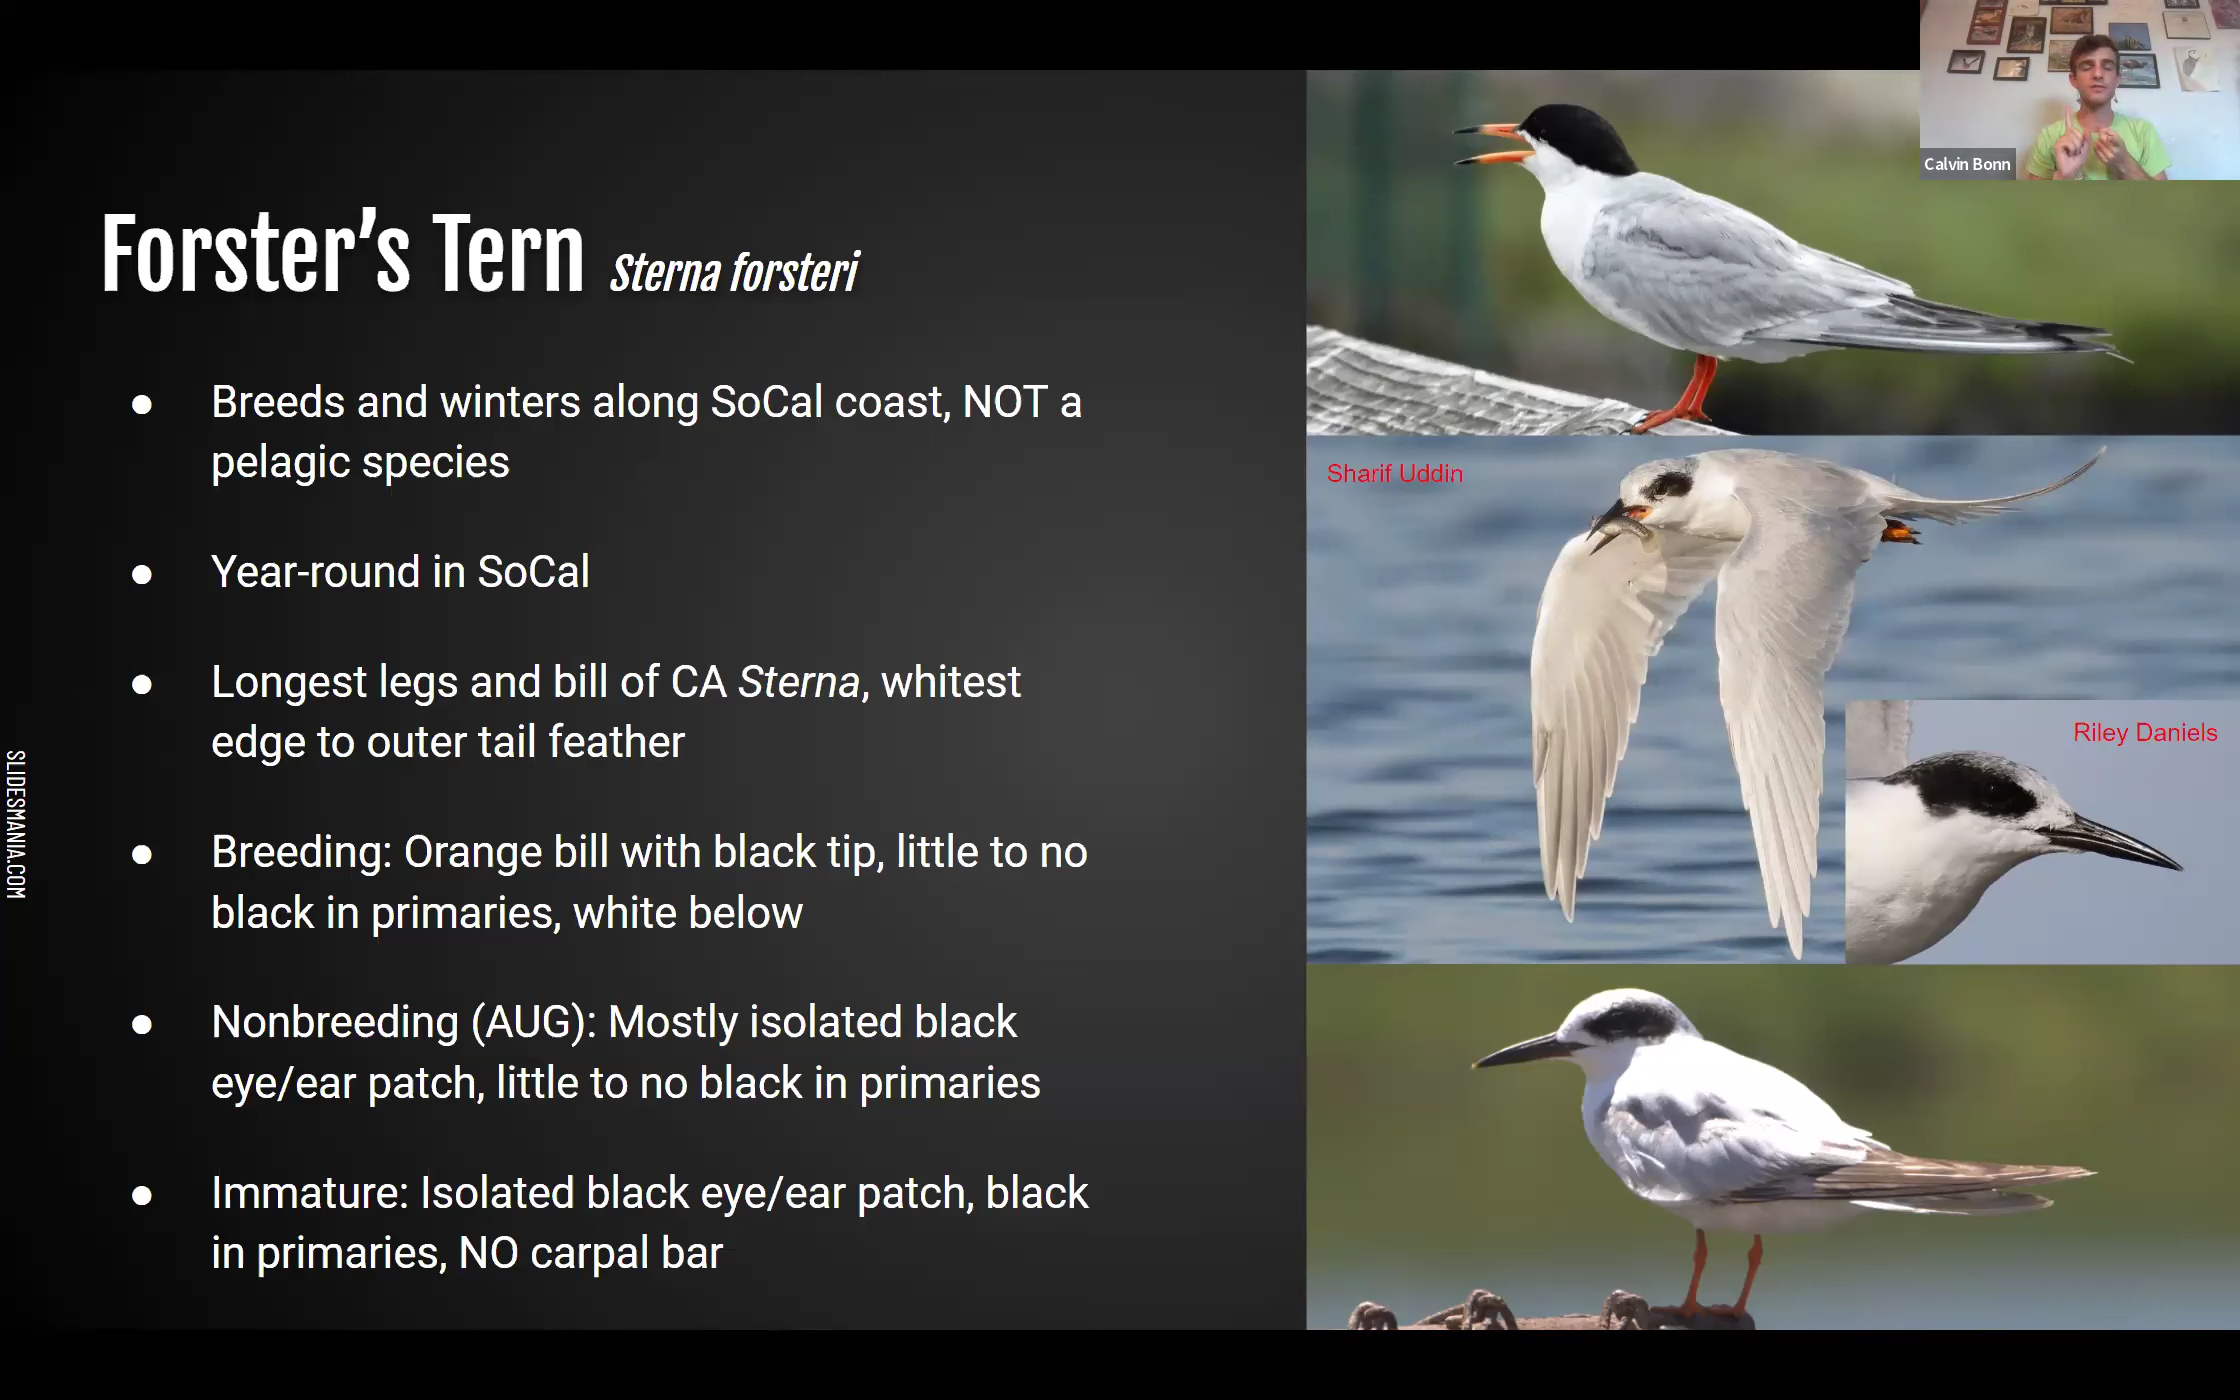 Calvin Bonn
Forster's Tern Sterna forsteri
● Breeds and winters along SoCal coast, NOT a
pelagic species
● Year-round in SoCal
● Longest legs and bill of CA Sterna, whitest
edge to outer tail feather
● Breeding: Orange bill with black tip, little to no
black in primaries, white below
● Nonbreeding (AUG): Mostly isolated black
eye/ear patch, little to no black in primaries
● Immature: Isolated black eye/ear patch, black
in primaries, NO carpal bar
Sharif Uddin
Riley Daniels
SLIDESMANIA.COM